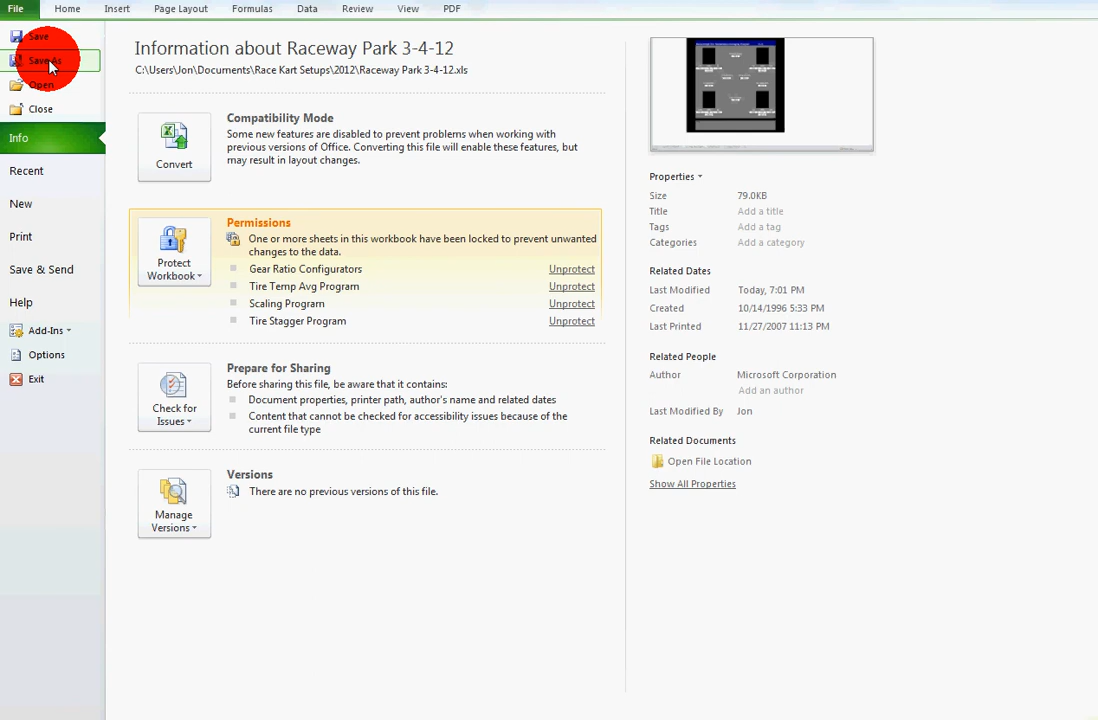 File Home Insert Page Layout Formulas Data Review View PDF
Save
Save As
Open
Close
Info
Recent
New
Print
Save & Send
Help
Add-Ins
Options
Exit
Information about Raceway Park 3-4-12
C:\Users\Jon\Documents\Race Kart Setups\2012\Raceway Park 3-4-12.xls
Convert
Compatibility Mode
Some new features are disabled to prevent problems when working with
previous versions of Office. Converting this file will enable these features, but
may result in layout changes.
Protect
Workbook
Permissions
One or more sheets in this workbook have been locked to prevent unwanted
changes to the data.
Gear Ratio Configurators Unprotect
Tire Temp Avg Program Unprotect
Scaling Program Unprotect
Tire Stagger Program Unprotect
Check for
Issues
Prepare for Sharing
Before sharing this file, be aware that it contains:
Document properties, printer path, author's name and related dates
Content that cannot be checked for accessibility issues because of the
current file type
Manage
Versions
Versions
There are no previous versions of this file.
Properties
Size 79.0KB
Title Add a title
Tags Add a tag
Categories Add a category
Related Dates
Last Modified Today, 7:01 PM
Created 10/14/1996 5:33 PM
Last Printed 11/27/2007 11:13 PM
Related People
Author Microsoft Corporation
Add an author
Last Modified By Jon
Related Documents
Open File Location
Show All Properties